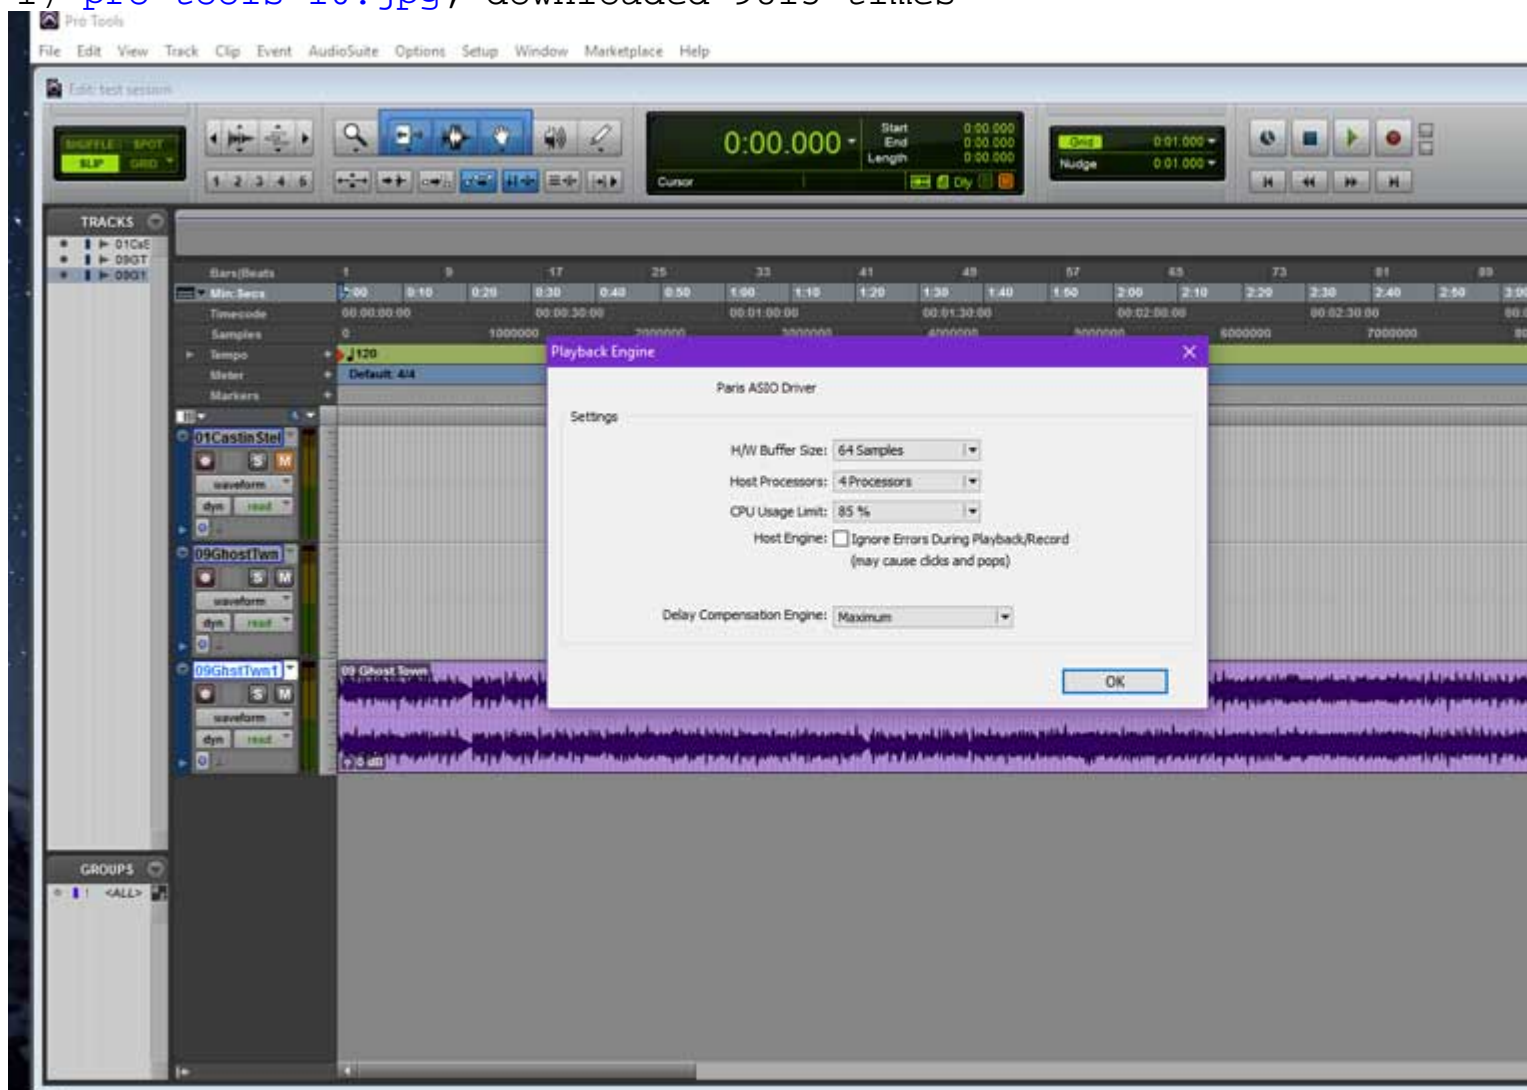 Pro Tools
File Edit View Track Clip Event AudioSuite Options Setup Window Marketplace Help
Edit: test session
SHUFFLE SPOT
SLIP GRID
1 2 3 4 5
0:00.000
Start 0:00.000
End 0:00.000
Length 0:00.000
Cursor
Dly
Grid 0:01.000
Nudge 0:01.000
TRACKS
01CsS
09GT
09G1
Bars|Beats 1 9 17 25 33 41 49 57 65 73 81 89
Min:Secs 0:00 0:10 0:20 0:30 0:40 0:50 1:00 1:10 1:20 1:30 1:40 1:50 2:00 2:10 2:20 2:30 2:40 2:50 3:00
Timecode 00:00:00:00 00:00:30:00 00:01:00:00 00:01:30:00 00:02:00:00 00:02:30:00
Samples 0 1000000 2000000 3000000 4000000 5000000 6000000 7000000
Tempo 120
Meter Default: 4/4
Markers
Playback Engine
Paris ASIO Driver
Settings
H/W Buffer Size: 64 Samples
Host Processors: 4 Processors
CPU Usage Limit: 85 %
Host Engine: Ignore Errors During Playback/Record
(may cause clicks and pops)
Delay Compensation Engine: Maximum
OK
01CastinStel
S M
waveform
dyn read
09GhostTwn
S M
waveform
dyn read
09GhstTwn1
S M
waveform
dyn read
09 Ghost Town
0 dB
GROUPS
! <ALL>